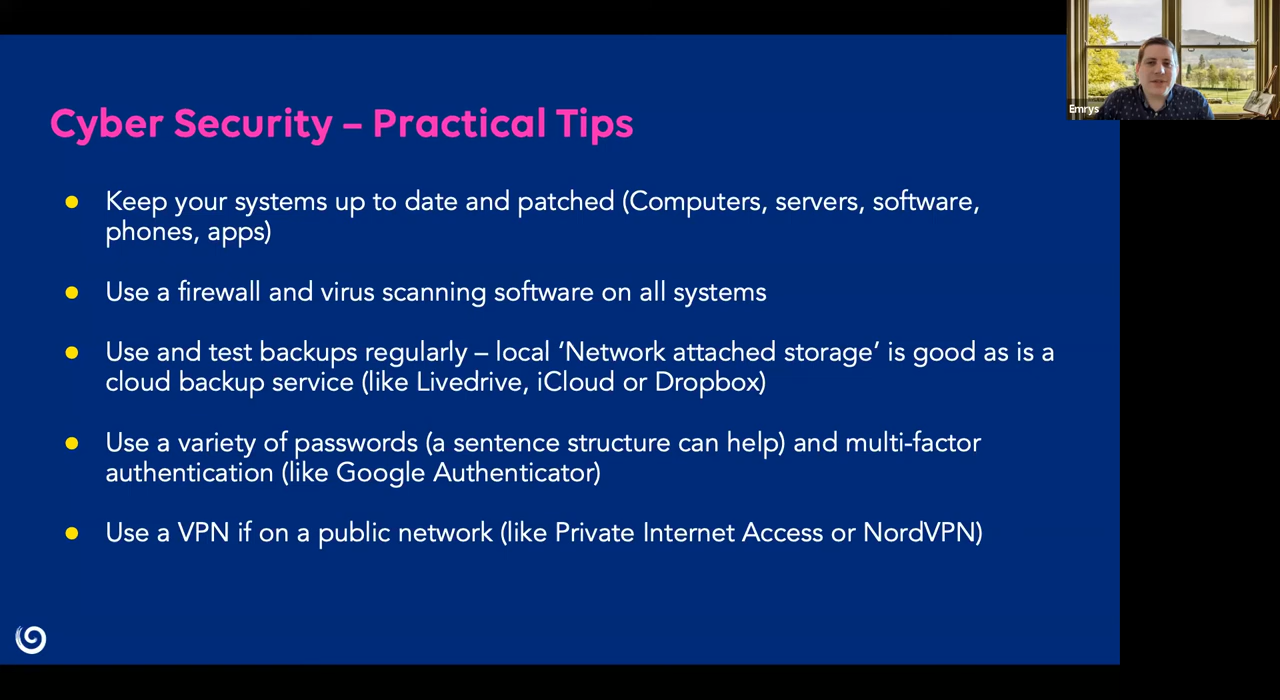 Emrys
Cyber Security – Practical Tips
● Keep your systems up to date and patched (Computers, servers, software,
phones, apps)
● Use a firewall and virus scanning software on all systems
● Use and test backups regularly – local ‘Network attached storage’ is good as is a
cloud backup service (like Livedrive, iCloud or Dropbox)
● Use a variety of passwords (a sentence structure can help) and multi-factor
authentication (like Google Authenticator)
● Use a VPN if on a public network (like Private Internet Access or NordVPN)